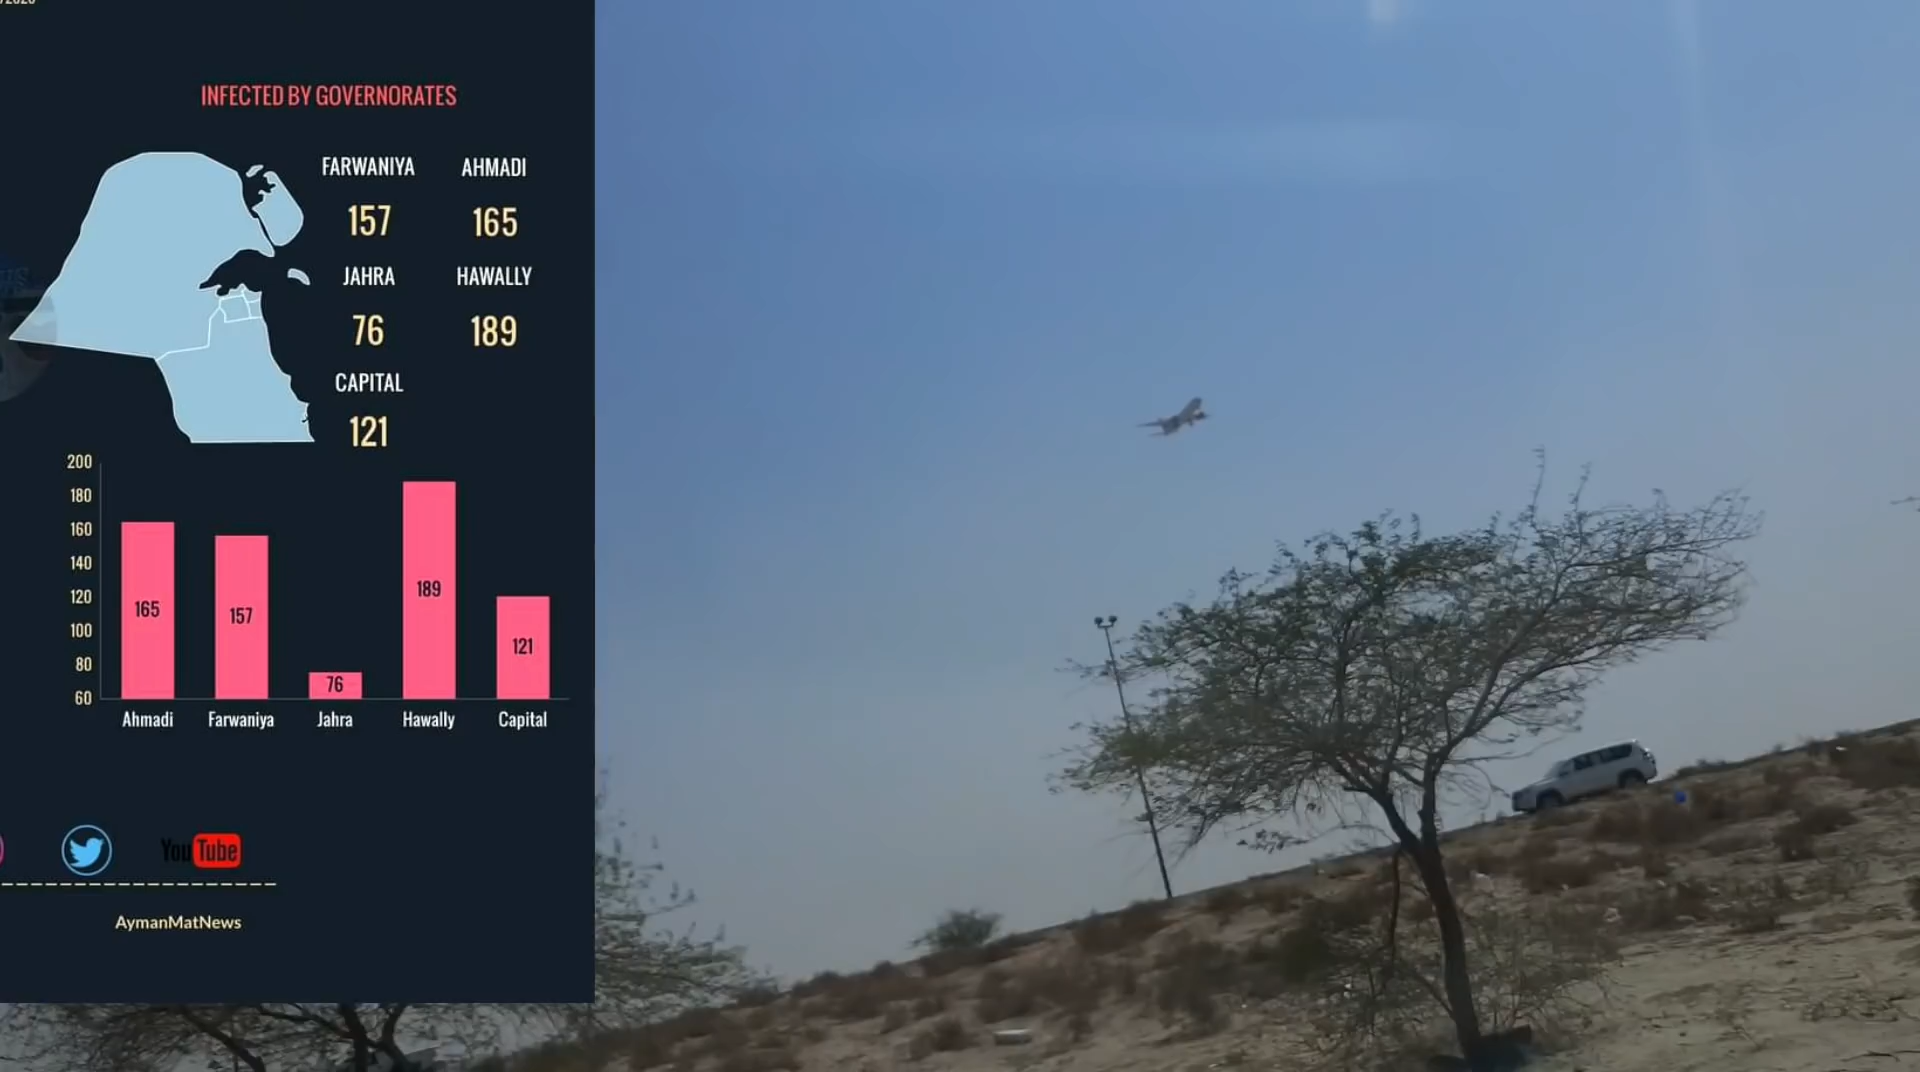 INFECTED BY GOVERNORATES
FARWANIYA AHMADI
157 165
JAHRA HAWALLY
76 189
CAPITAL
121
200
180
160
140
120
100
80
60
165
157
76
189
121
Ahmadi Farwaniya Jahra Hawally Capital
YouTube
AymanMatNews